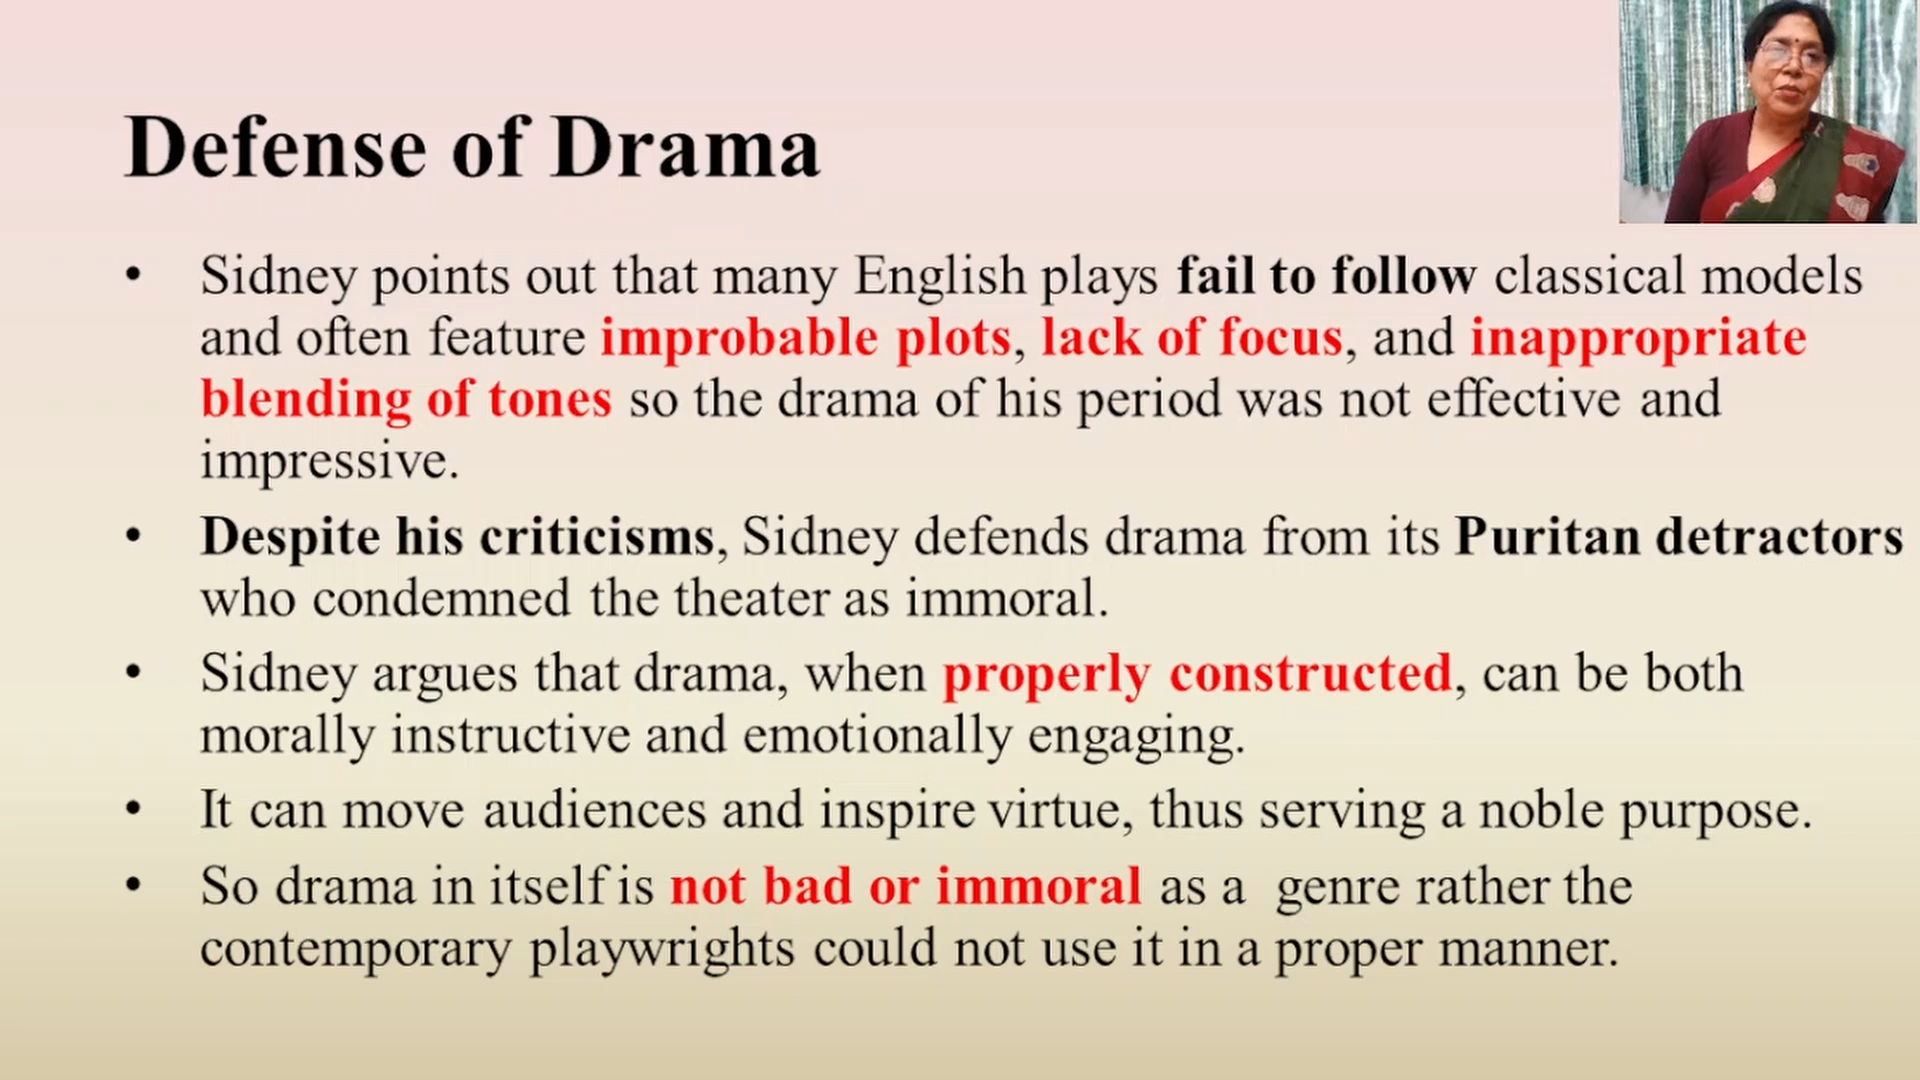 Defense of Drama
• Sidney points out that many English plays fail to follow classical models
and often feature improbable plots, lack of focus, and inappropriate
blending of tones so the drama of his period was not effective and
impressive.
• Despite his criticisms, Sidney defends drama from its Puritan detractors
who condemned the theater as immoral.
• Sidney argues that drama, when properly constructed, can be both
morally instructive and emotionally engaging.
• It can move audiences and inspire virtue, thus serving a noble purpose.
• So drama in itself is not bad or immoral as a  genre rather the
contemporary playwrights could not use it in a proper manner.